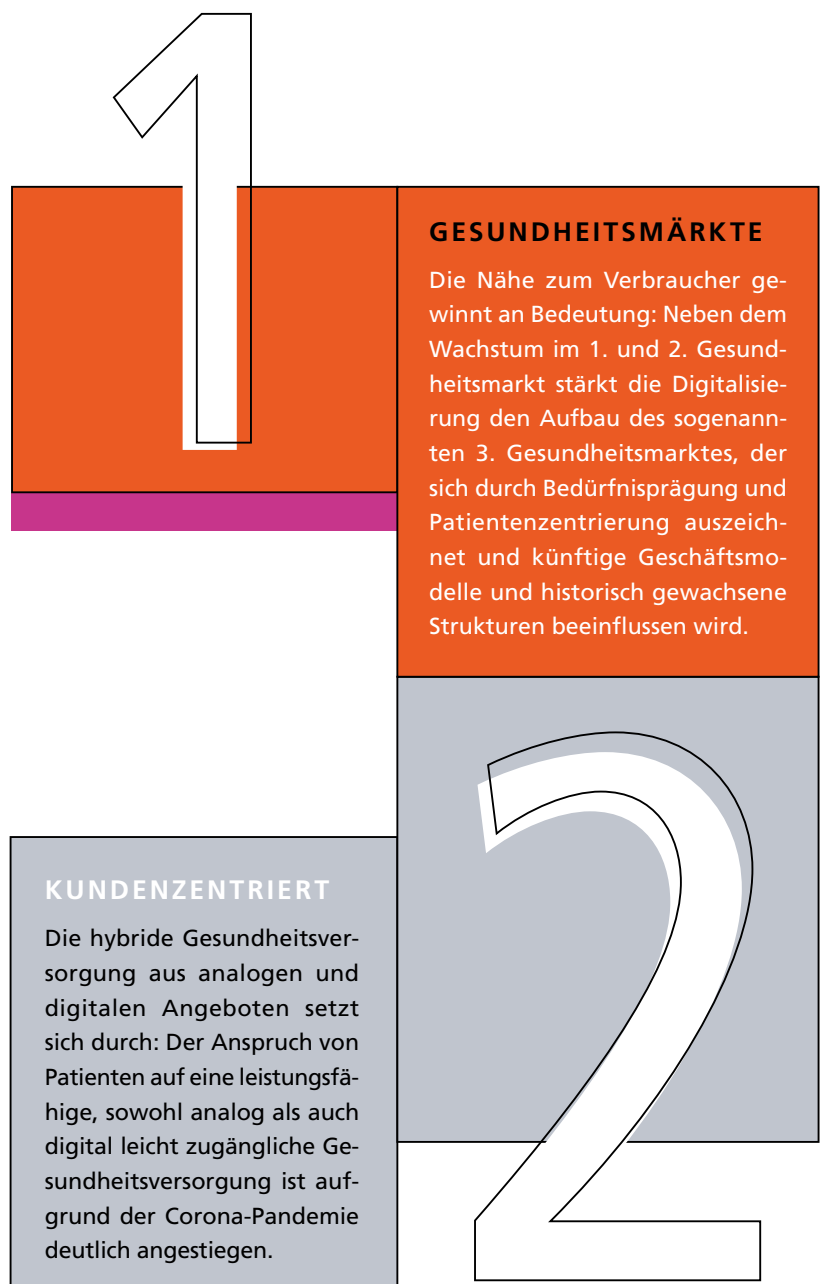 1
GESUNDHEITSMÄRKTE
Die Nähe zum Verbraucher ge-
winnt an Bedeutung: Neben dem
Wachstum im 1. und 2. Gesund-
heitsmarkt stärkt die Digitalisie-
rung den Aufbau des sogenann-
ten 3. Gesundheitsmarktes, der
sich durch Bedürfnisprägung und
Patientenzentrierung auszeich-
net und künftige Geschäftsmo-
delle und historisch gewachsene
Strukturen beeinflussen wird.
2
KUNDENZENTRIERT
Die hybride Gesundheitsver-
sorgung aus analogen und
digitalen Angeboten setzt
sich durch: Der Anspruch von
Patienten auf eine leistungsfä-
hige, sowohl analog als auch
digital leicht zugängliche Ge-
sundheitsversorgung ist auf-
grund der Corona-Pandemie
deutlich angestiegen.